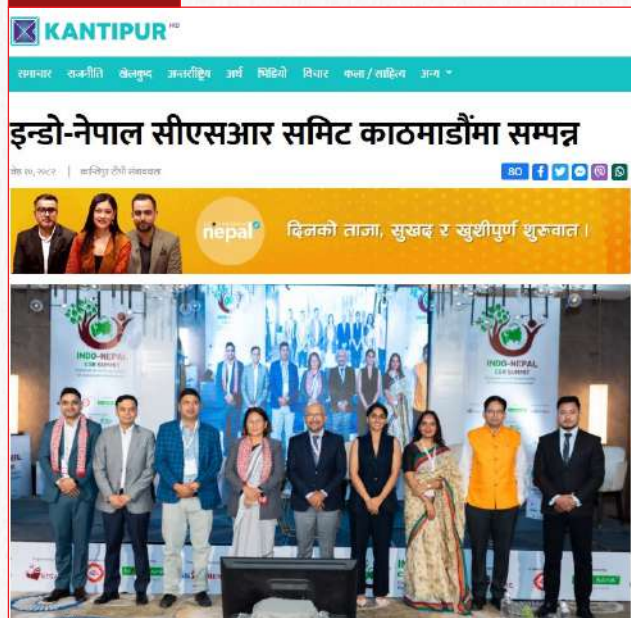 KANTIPUR HD
समाचार राजनीति खेलकुद अन्तर्राष्ट्रिय अर्थ भिडियो विचार कला / साहित्य अन्य
इन्डो-नेपाल सीएसआर समिट काठमाडौंमा सम्पन्न
80
nepal
दिनको ताजा, सुखद र खुशीपुर्ण शुरुवात ।
INDO-NEPAL
CSR SUMMIT
INDO-NEPAL
CSR SUMMIT